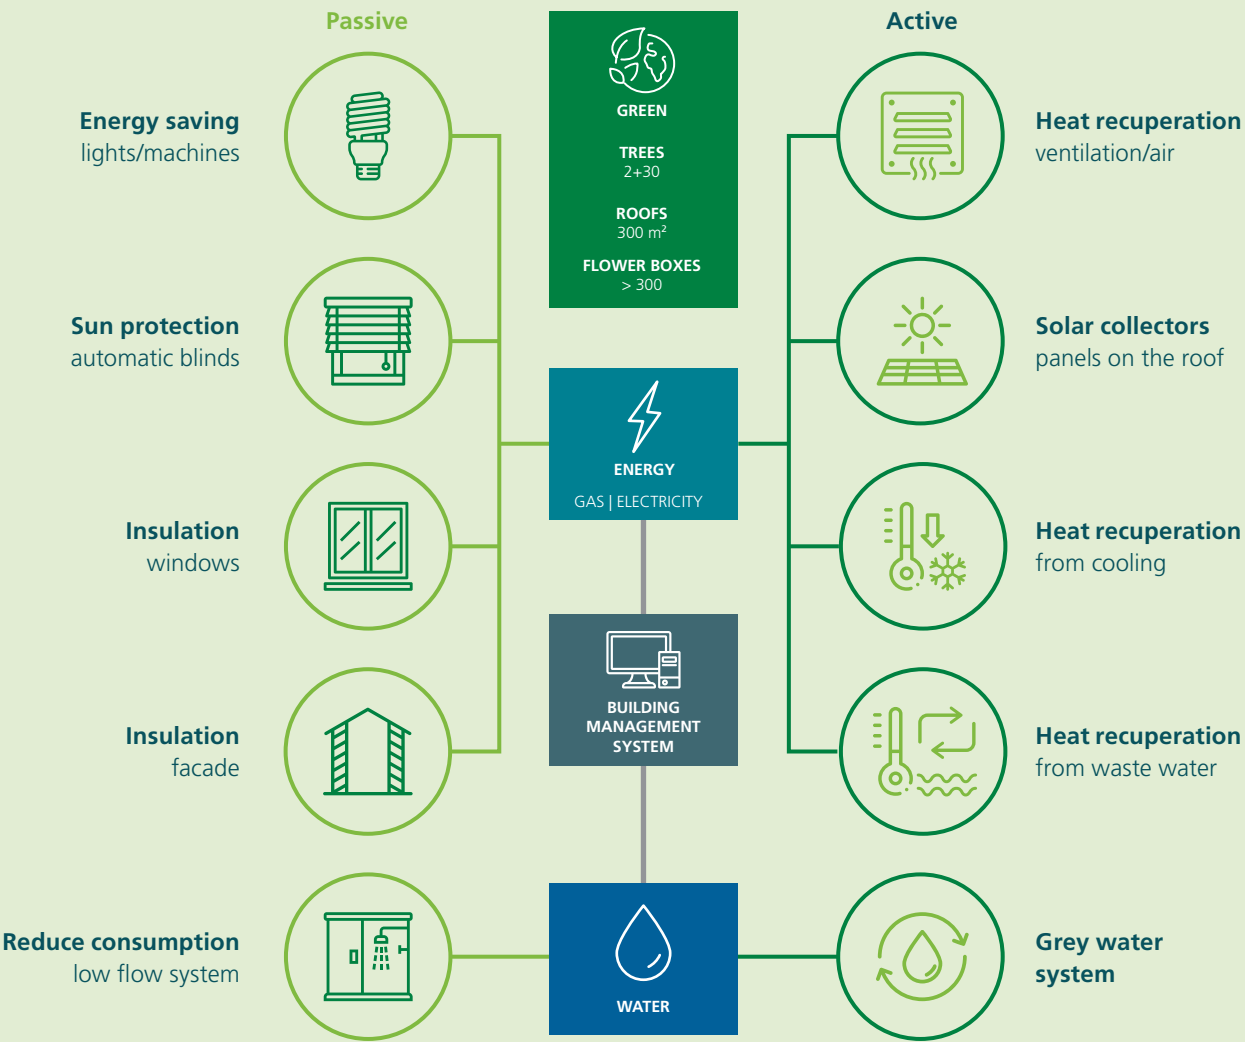 Passive
Energy saving
lights/machines
Sun protection
automatic blinds
Insulation
windows
Insulation
facade
Reduce consumption
low flow system
GREEN
TREES
2+30
ROOFS
300 m²
FLOWER BOXES
> 300
ENERGY
GAS | ELECTRICITY
BUILDING
MANAGEMENT
SYSTEM
WATER
Active
Heat recuperation
ventilation/air
Solar collectors
panels on the roof
Heat recuperation
from cooling
Heat recuperation
from waste water
Grey water
system